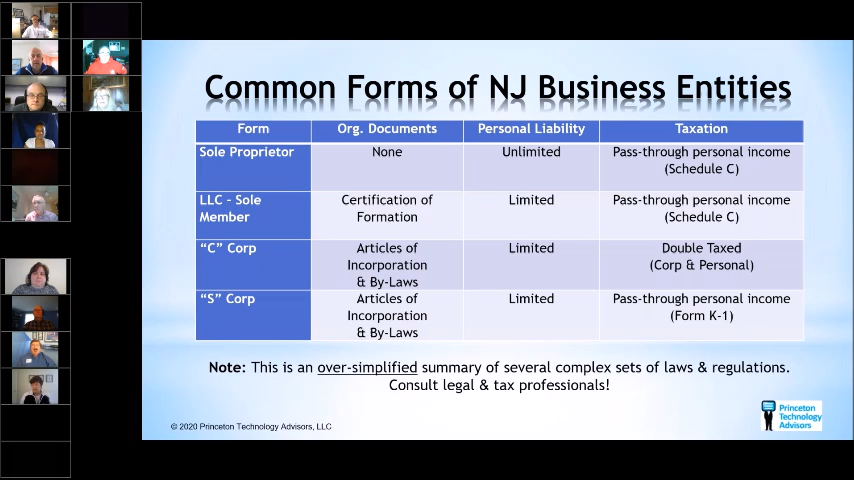 Common Forms of NJ Business Entities
Form Org. Documents Personal Liability Taxation
Sole Proprietor None Unlimited Pass-through personal income
(Schedule C)
LLC – Sole Certification of Limited Pass-through personal income
Member Formation (Schedule C)
“C” Corp Articles of Limited Double Taxed
Incorporation (Corp & Personal)
& By-Laws
“S” Corp Articles of Limited Pass-through personal income
Incorporation (Form K-1)
& By-Laws
Note: This is an over-simplified summary of several complex sets of laws & regulations.
Consult legal & tax professionals!
© 2020 Princeton Technology Advisors, LLC
Princeton
Technology
Advisors